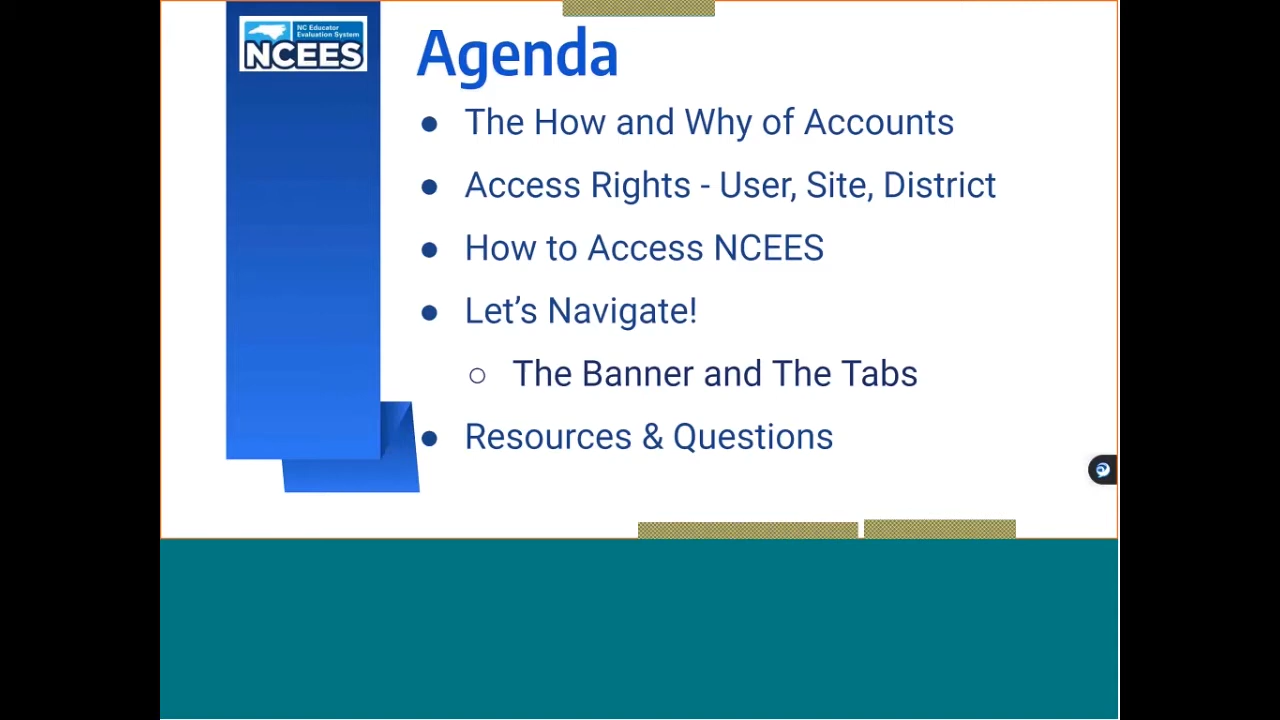 NC Educator
Evaluation System
NCEES
Agenda
● The How and Why of Accounts
● Access Rights - User, Site, District
● How to Access NCEES
● Let’s Navigate!
○ The Banner and The Tabs
● Resources & Questions